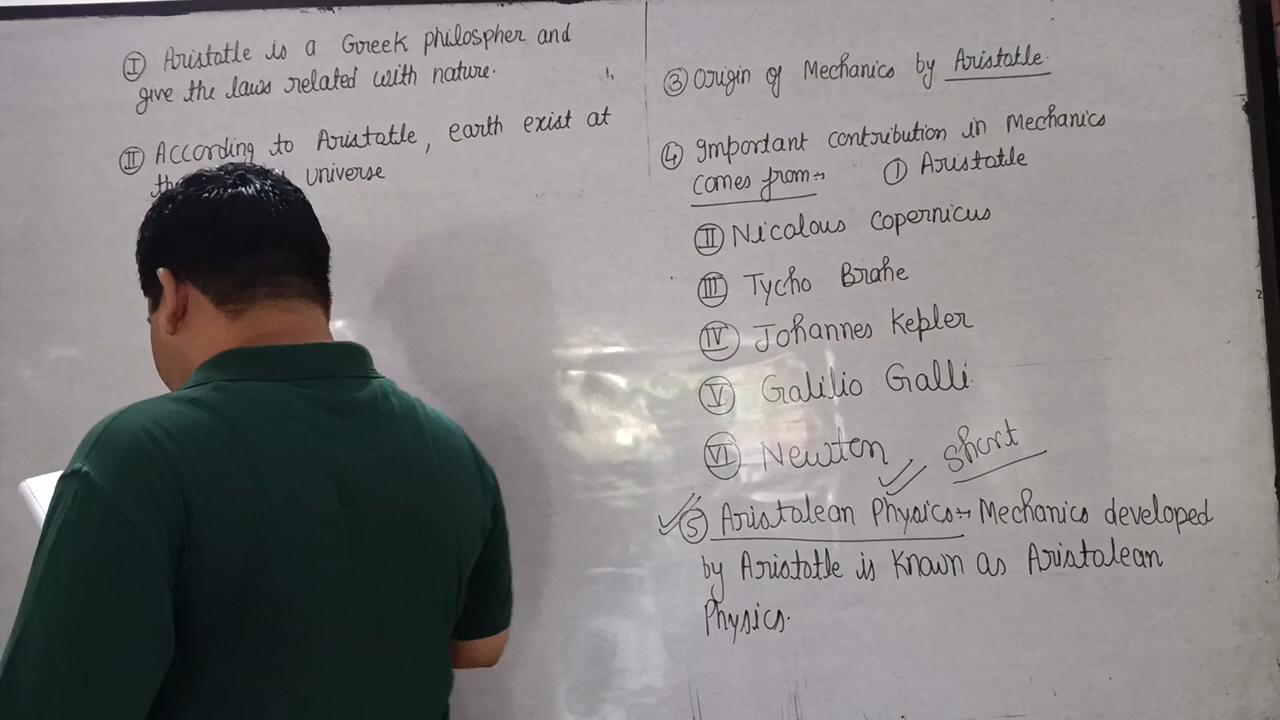 I Aristotle is a Greek philospher and
give the laws related with nature.
II According to Aristotle, earth exist at
universe
3 Origin of Mechanics by Aristotle.
4 Important contribution in Mechanics
comes from→ 1 Aristotle
II Nicolous Copernicus
III Tycho Brahe
IV Johannes Kepler
V Galilio Galli
VI Newton short
5 Aristolean Physics→ Mechanics developed
by Aristotle is Known as Aristolean
Physics.